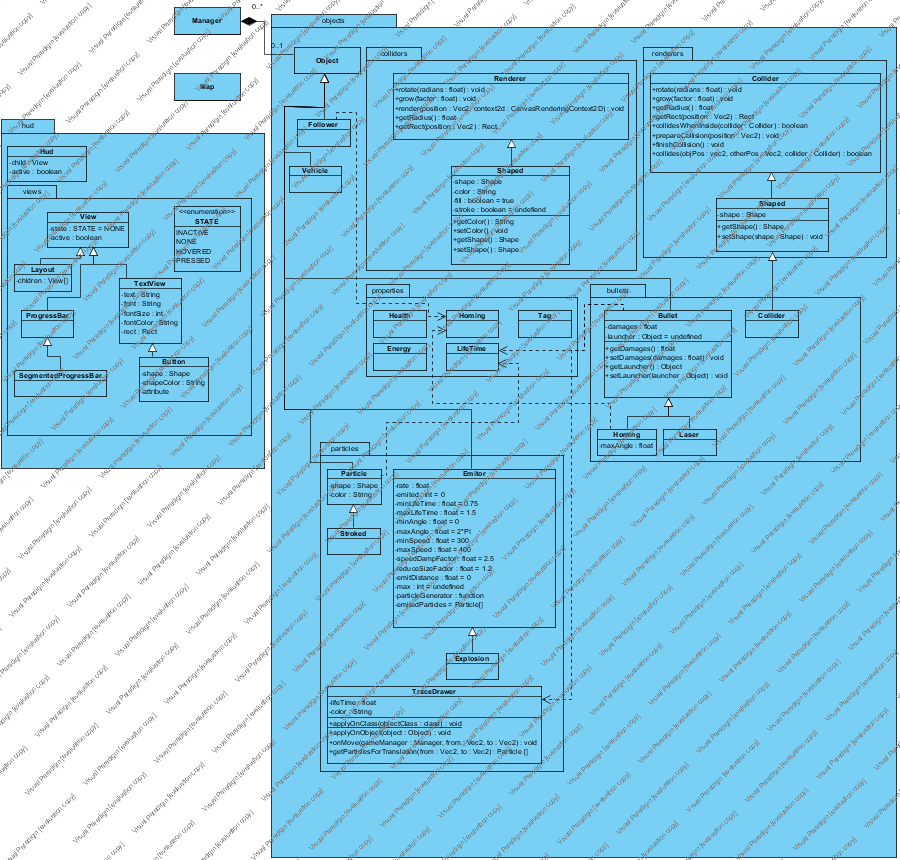 Manager
0..*
objects
0..1
Object
Map
colliders
Renderer
+rotate(radians : float) : void
+grow(factor : float) : void
+render(position : Vec2, context2d : CanvasRenderingContext2D) : void
+getRadius() : float
+getRect(position : Vec2) : Rect
Shaped
-shape : Shape
-color : String
-fill : boolean = true
-stroke : boolean = undefiend
+getColor() : String
+setColor() : void
+getShape() : Shape
+setShape() : Shape
renderers
Collider
+rotate(radians : float) : void
+grow(factor : float) : void
+getRadius() : float
+getRect(position : Vec2) : Rect
+collidesWhenInside(collider : Collider) : boolean
+prepareCollision(position : Vec2) : void
+finishCollision() : void
+collides(objPos : vec2, otherPos : Vec2, collider : Collider) : boolean
Shaped
-shape : Shape
+getShape() : Shape
+setShape(shape : Shape) : void
Follower
Vehicle
hud
Hud
-child : View
-active : boolean
views
View
-state : STATE = NONE
-active : boolean
<<enumeration>>
STATE
INACTIVE
NONE
HOVERED
PRESSED
Layout
-children : View[]
TextView
-text : String
-font : String
-fontSize : int
-fontColor : String
-rect : Rect
ProgressBar
SegmentedProgressBar
Button
-shape : Shape
-shapeColor : String
-attribute
properties
Health
Homing
Tag
Energy
LifeTime
bullets
Bullet
-damages : float
-launcher : Object = undefined
+getDamages() : float
+setDamages(damages : float) : void
+getLauncher() : Object
+setLauncher(launcher : Object) : void
Collider
Homing
-maxAngle : float
Laser
particles
Particle
-shape : Shape
-color : String
Stroked
Emitor
-rate : float
-emited : int = 0
-minLifeTime : float = 0.75
-maxLifeTime : float = 1.5
-minAngle : float = 0
-maxAngle : float = 2*PI
-minSpeed : float = 300
-maxSpeed : float = 400
-speedDampFactor : float = 2.5
-reduceSizeFactor : float = 1.2
-emitDistance : float = 0
-max : int = undefined
-particleGenerator : function
-emitedParticles = Particle[]
Explosion
TraceDrawer
-lifeTime : float
-color : String
+applyOnClass(objectClass : class) : void
+applyOnObject(object : Object) : void
+onMove(gameManager : Manager, from : Vec2, to : Vec2) : void
+getParticlesForTranslation(from : Vec2, to : Vec2) : Particle []
Visual Paradigm [evaluation copy]